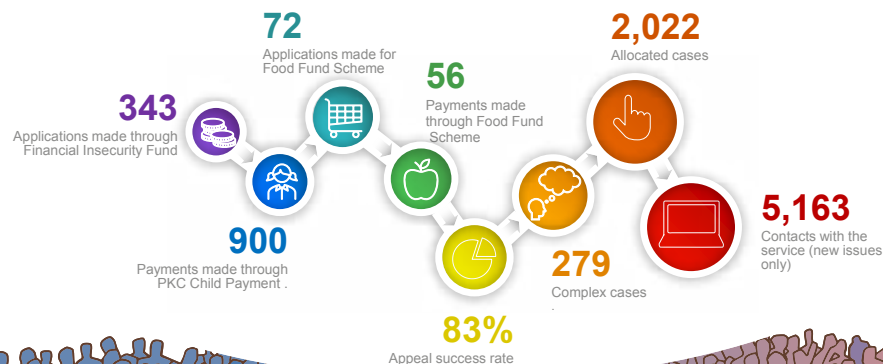 343
Applications made through
Financial Insecurity Fund
900
Payments made through
PKC Child Payment .
72
Applications made for
Food Fund Scheme
56
Payments made
through Food Fund
Scheme
83%
Appeal success rate
279
Complex cases
.
2,022
Allocated cases
5,163
Contacts with the
service (new issues
only)